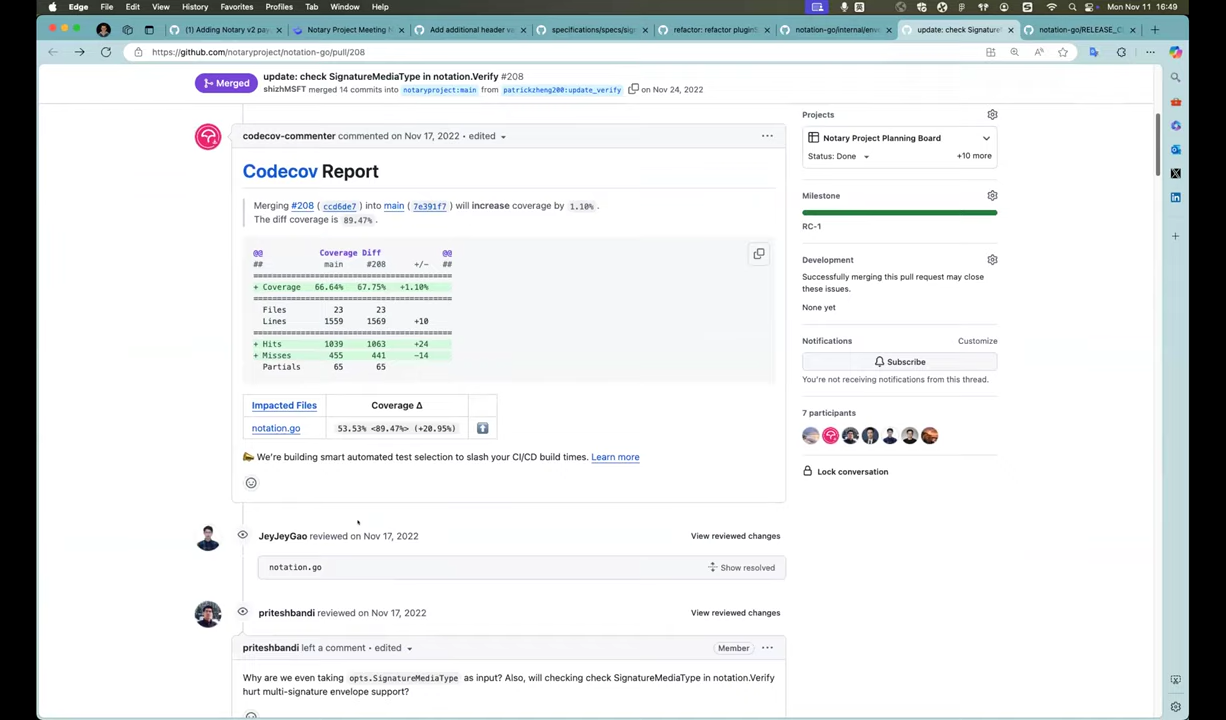 Edge File Edit View History Favorites Tab Window Help Mon Nov 11 16:49
(1) Adding Notary v2 pay
Notary Project Meeting
Add additional header va
specifications/specs/sign
refactor: refactor pluginf
notation-go/internal/env
update: check SignatureM
notation-go/RELEASE_C
https://github.com/notaryproject/notation-go/pull/208
Merged
update: check SignatureMediaType in notation.Verify #208
shizhMSFT merged 14 commits into notaryproject:main from patrickzheng200:update_verify on Nov 24, 2022
codecov-commenter commented on Nov 17, 2022 • edited
Codecov Report
Merging #208 ( ccd6de7 ) into main ( 7e391f7 ) will increase coverage by 1.10% .
The diff coverage is 89.47% .
@@ Coverage Diff @@
## main #208 +/- ##
==========================================
+ Coverage 66.64% 67.75% +1.10%
==========================================
Files 23 23
Lines 1559 1569 +10
==========================================
+ Hits 1039 1063 +24
+ Misses 455 441 -14
Partials 65 65
Impacted Files Coverage Δ
notation.go 53.53% <89.47%> (+20.95%)
We're building smart automated test selection to slash your CI/CD build times. Learn more
JeyJeyGao reviewed on Nov 17, 2022 View reviewed changes
notation.go Show resolved
priteshbandi reviewed on Nov 17, 2022 View reviewed changes
priteshbandi left a comment • edited Member
Why are we even taking opts.SignatureMediaType as input? Also, will checking check SignatureMediaType in notation.Verify
hurt multi-signature envelope support?
Projects
Notary Project Planning Board
Status: Done +10 more
Milestone
RC-1
Development
Successfully merging this pull request may close
these issues.
None yet
Notifications Customize
Subscribe
You're not receiving notifications from this thread.
7 participants
Lock conversation